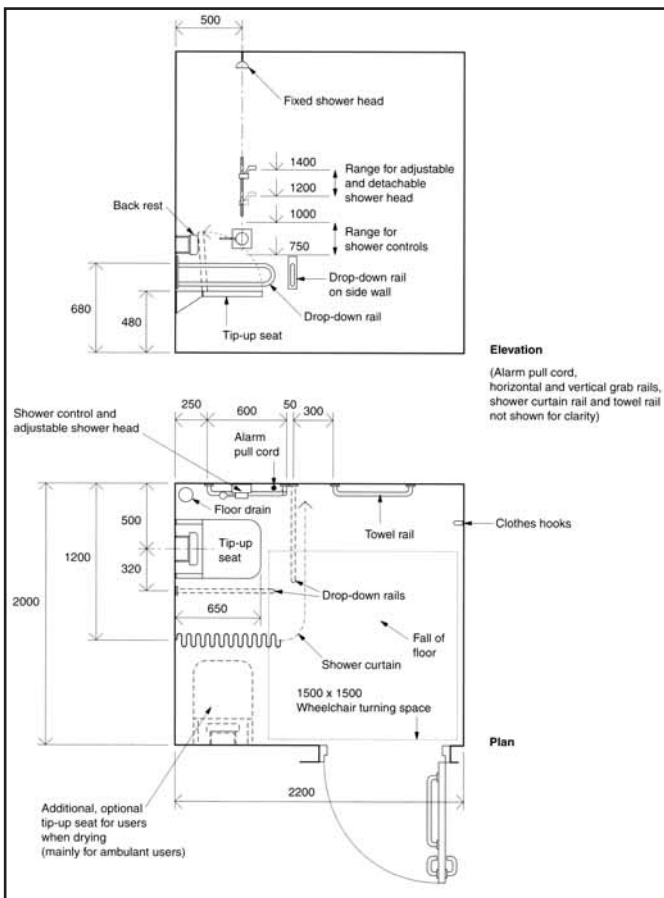 500
Fixed shower head
1400
Range for adjustable
and detachable
shower head
1200
1000
Back rest
Range for
shower controls
750
Drop-down rail
on side wall
Drop-down rail
680
480
Tip-up seat
Elevation
(Alarm pull cord,
horizontal and vertical grab rails,
shower curtain rail and towel rail
not shown for clarity)
250
600
50
300
Shower control and
adjustable shower head
Alarm
pull cord
Floor drain
Towel rail
Clothes hooks
500
1200
Tip-up
seat
320
2000
Drop-down rails
650
Fall of
floor
Shower curtain
1500 x 1500
Wheelchair turning space
Plan
2200
Additional, optional
tip-up seat for users
when drying
(mainly for ambulant users)